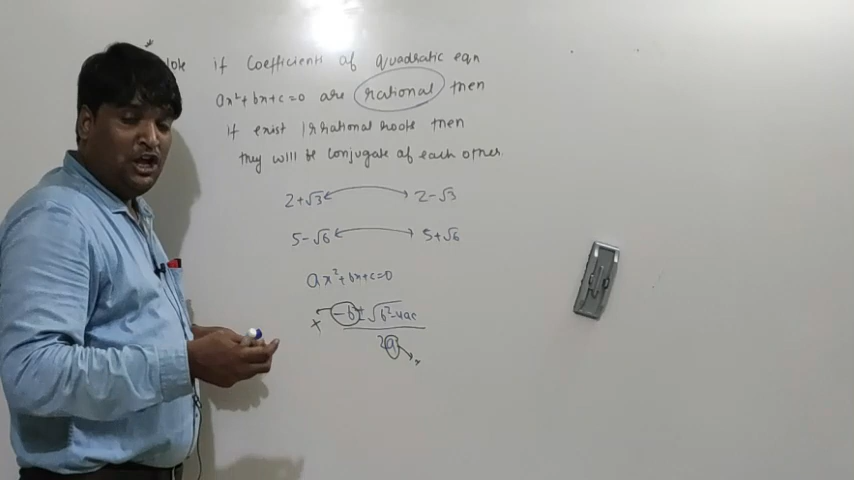 if Coefficients of quadratic eqn
ax²+bx+c=0 are rational then
if exist Irrational roots then
they will be conjugate of each other
2+√3 2-√3
5-√6 5+√6
ax²+bx+c=0
-b±√b²-4ac
2a